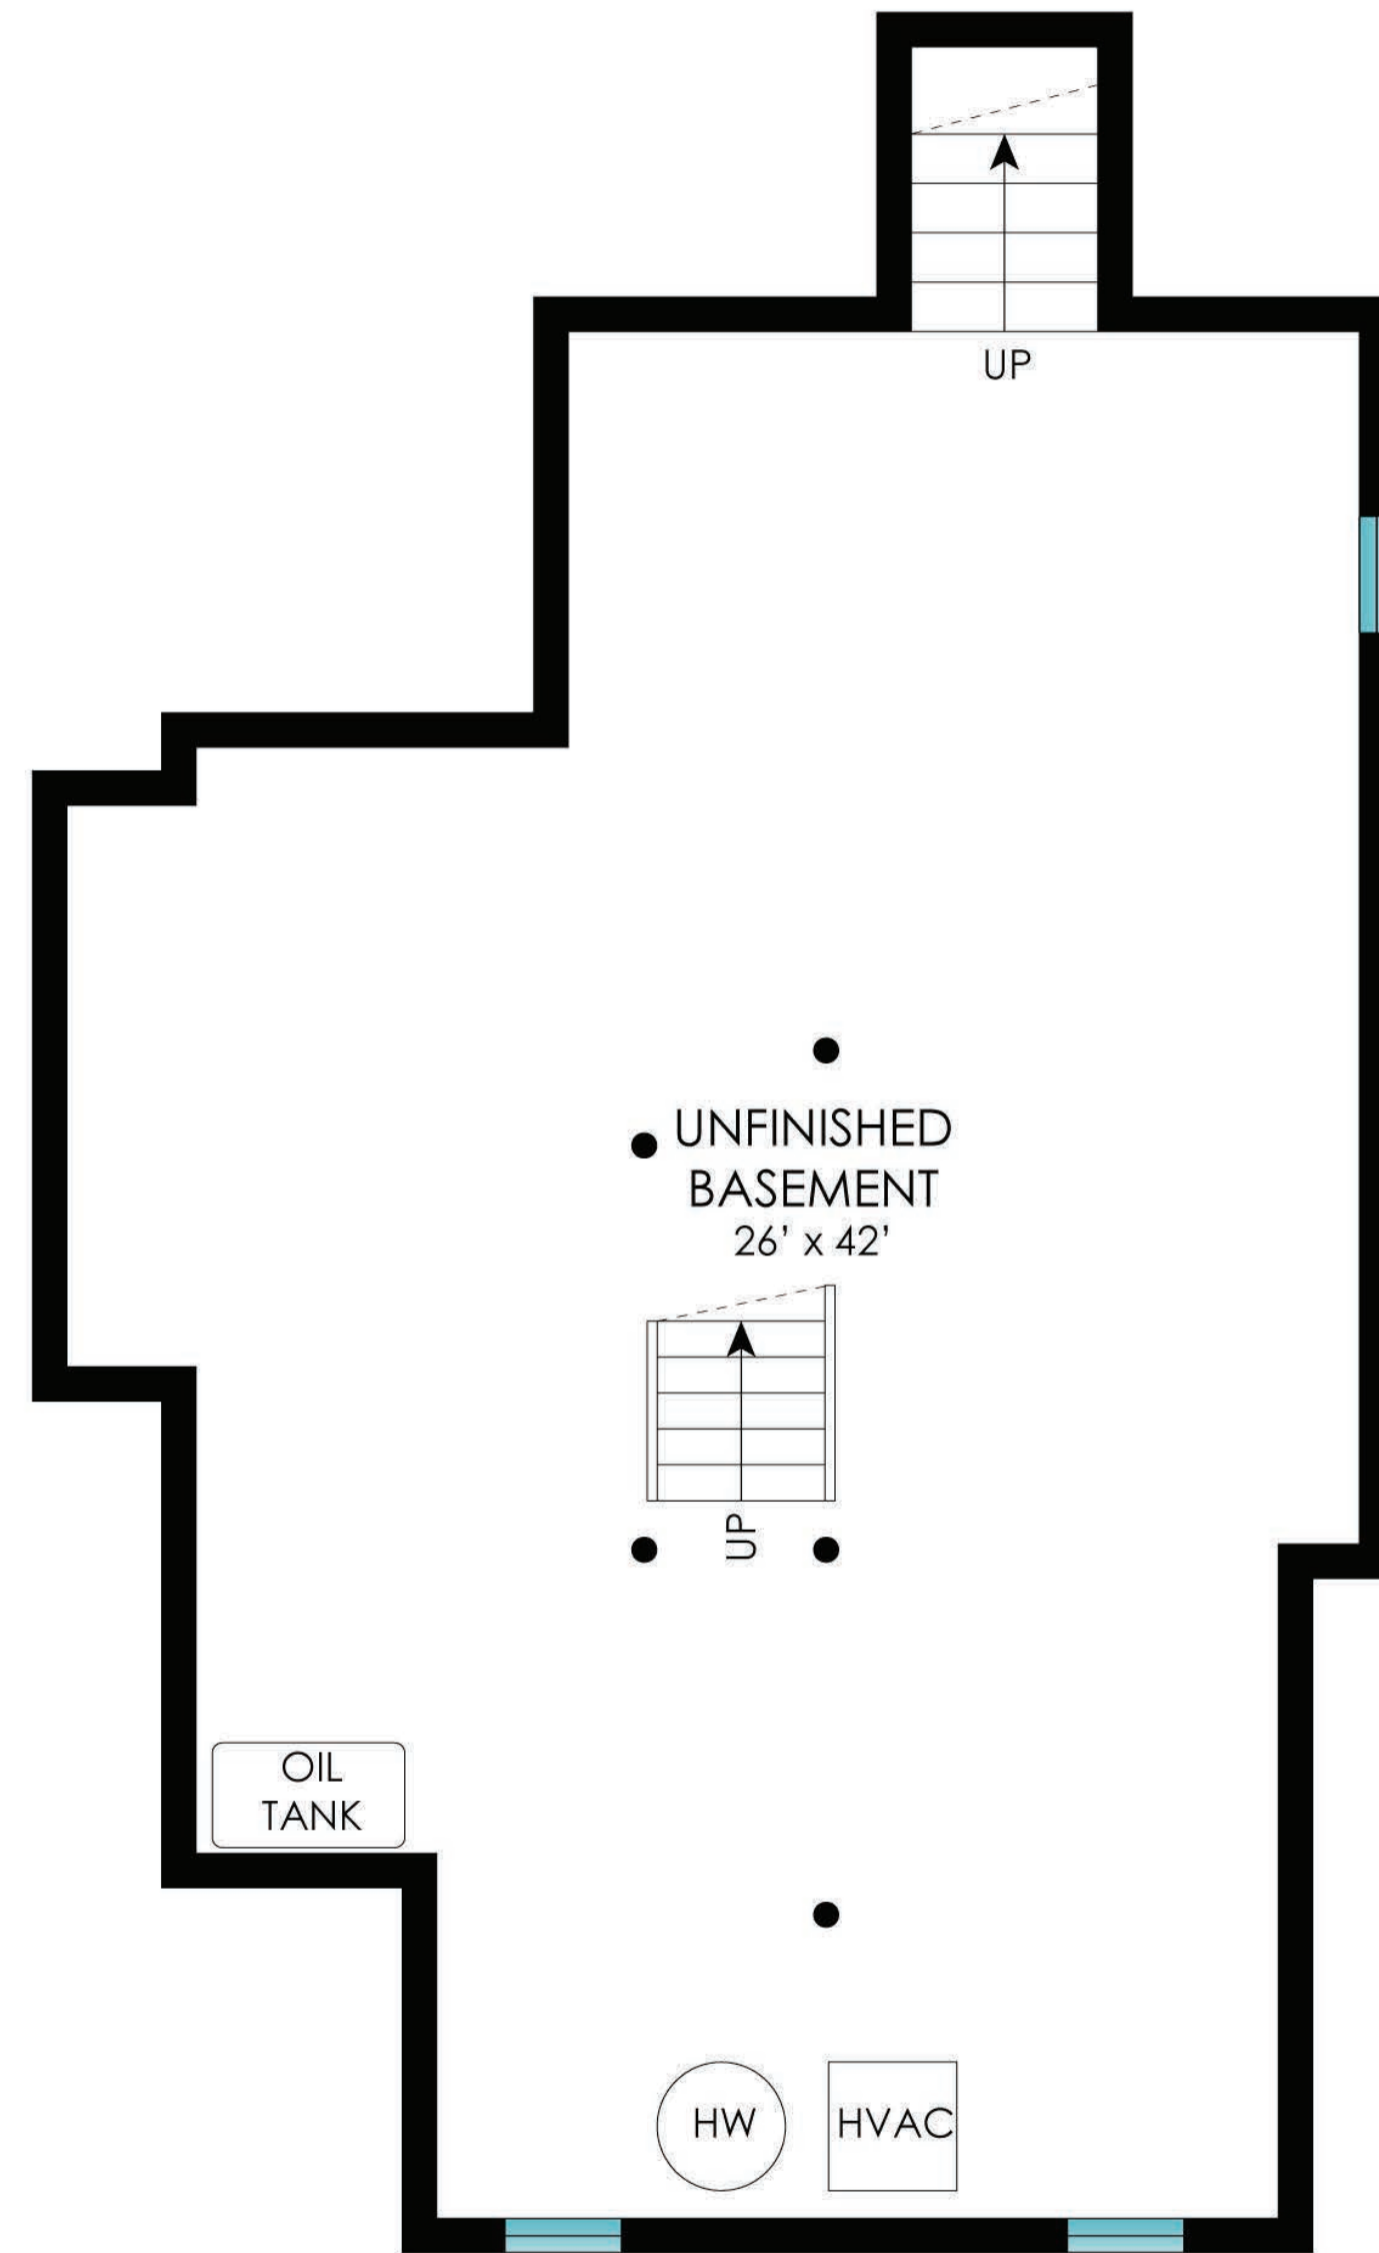 UP
UNFINISHED
BASEMENT
26’ x 42’
UP
OIL
TANK
HW
HVAC